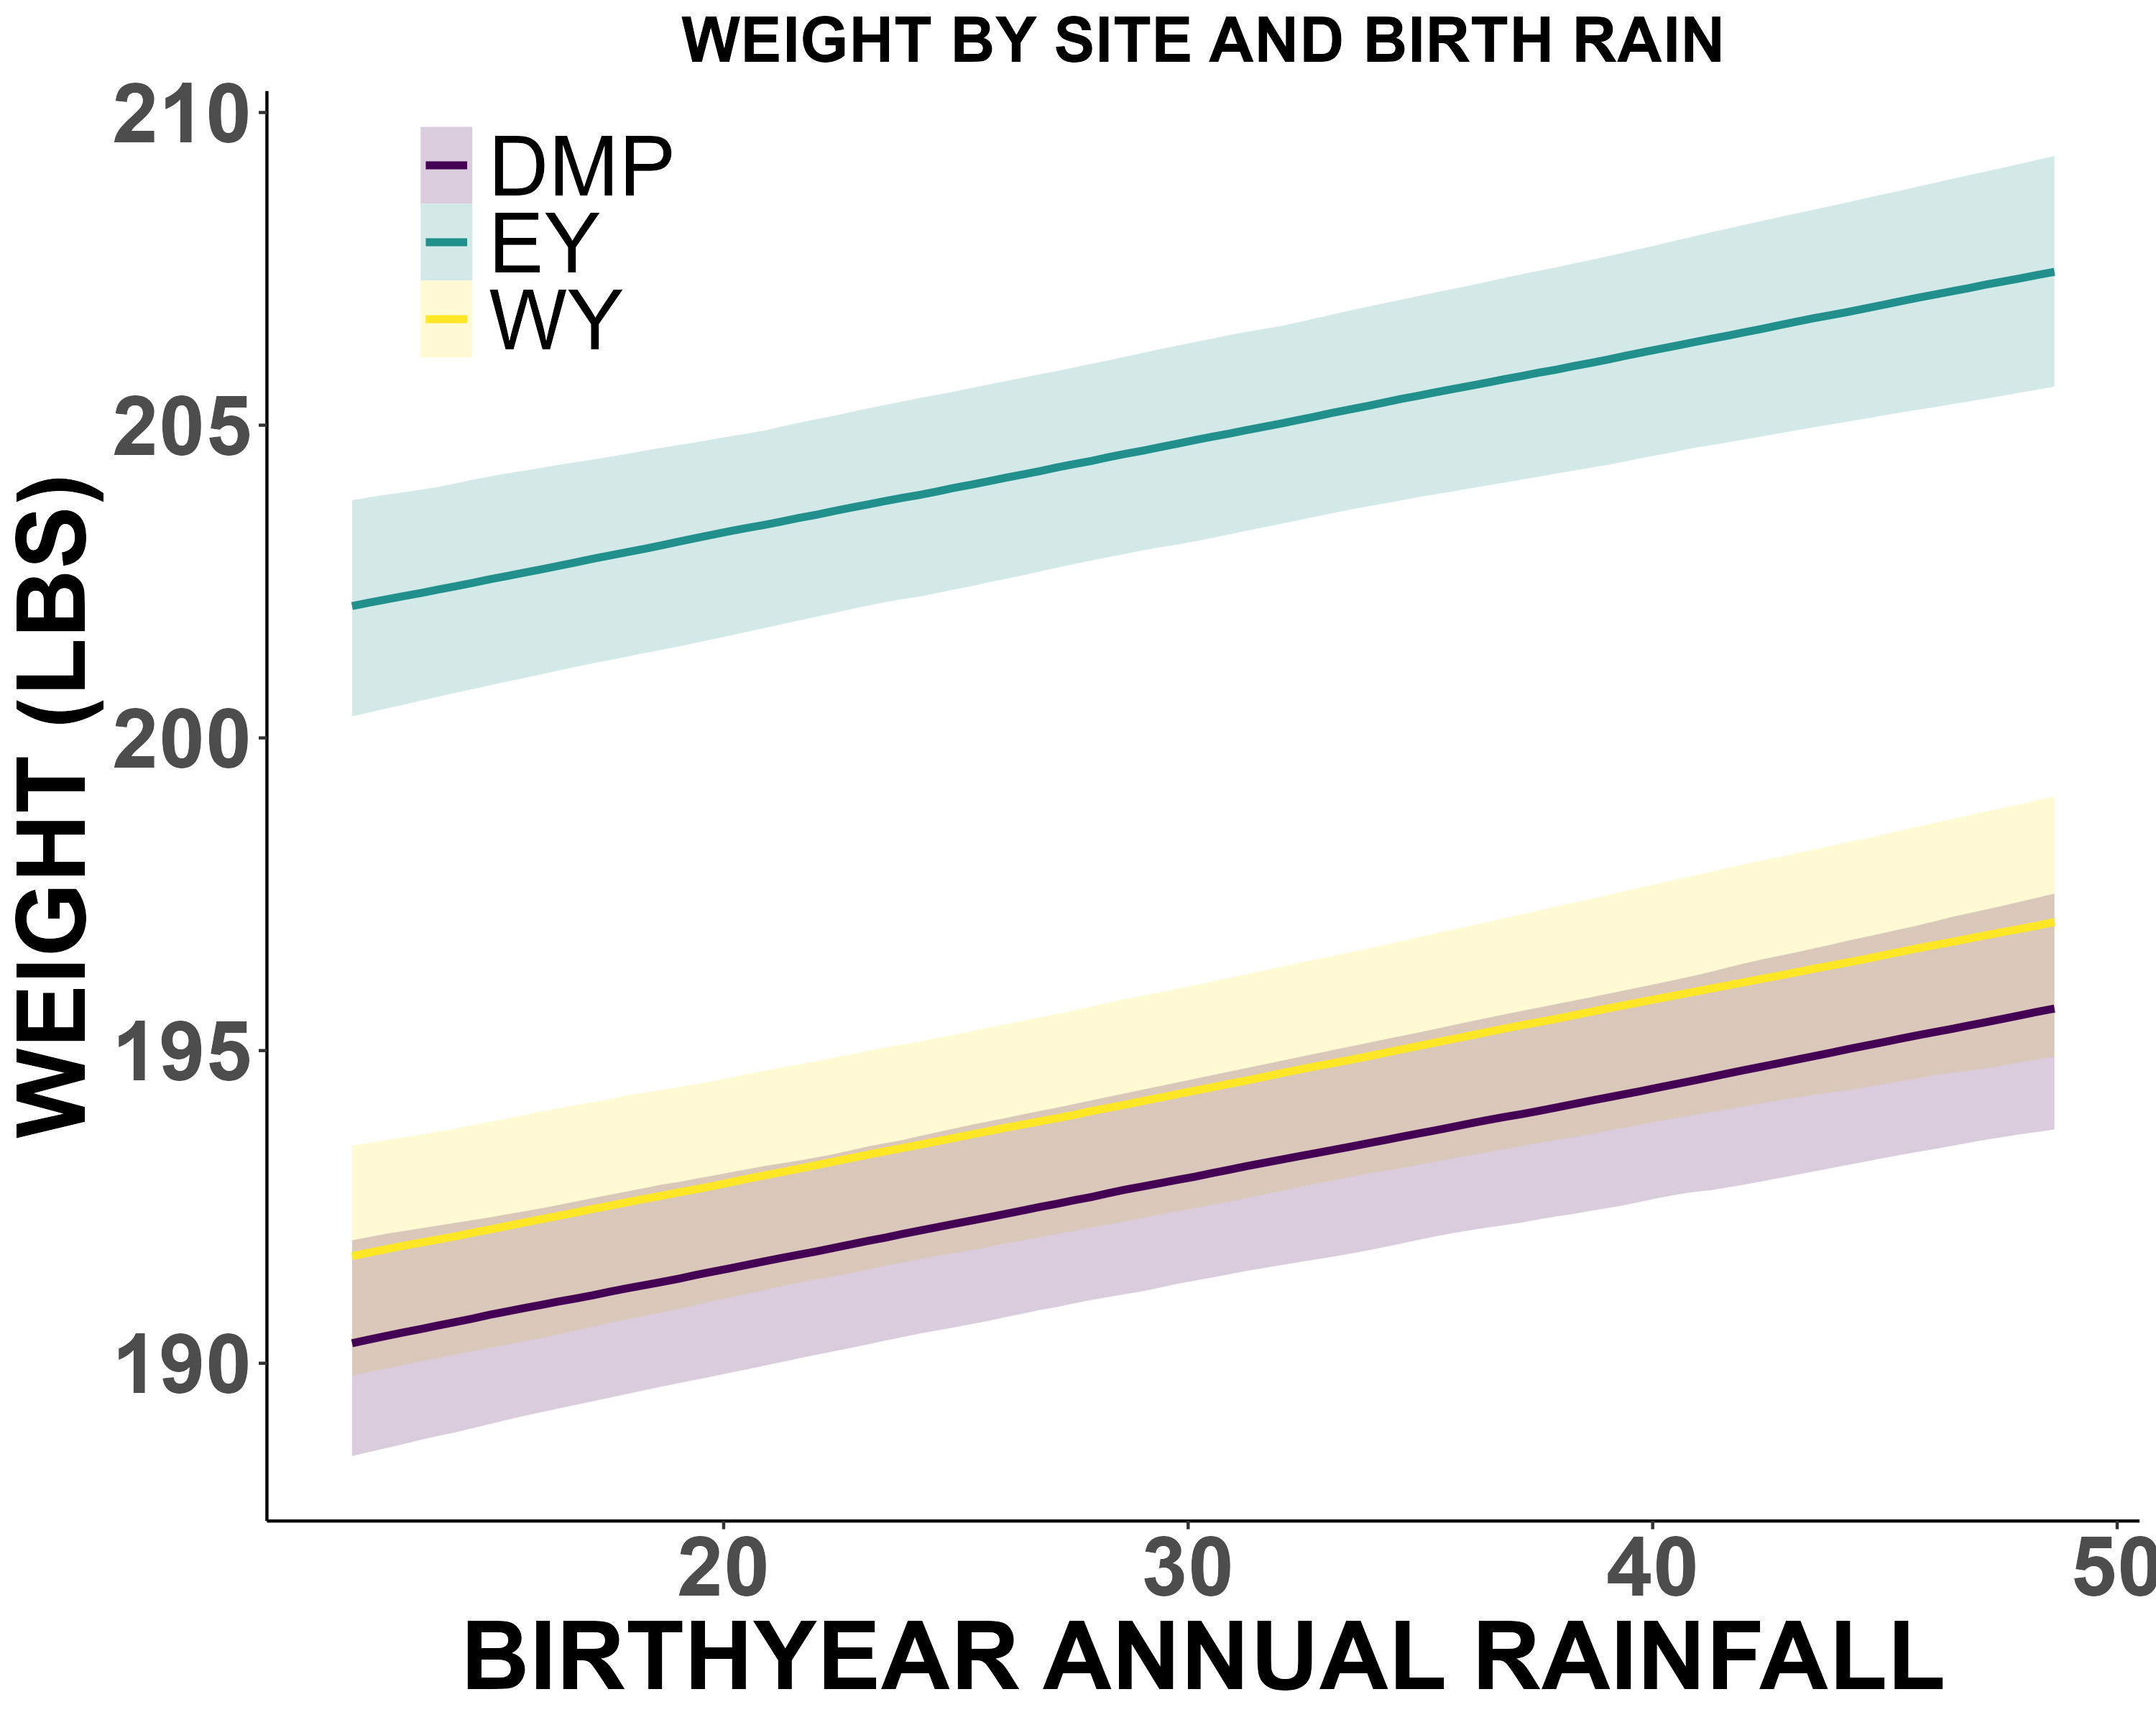 WEIGHT BY SITE AND BIRTH RAIN
210
205
200
195
190
WEIGHT (LBS)
DMP
EY
WY
20 30 40 50
BIRTHYEAR ANNUAL RAINFALL